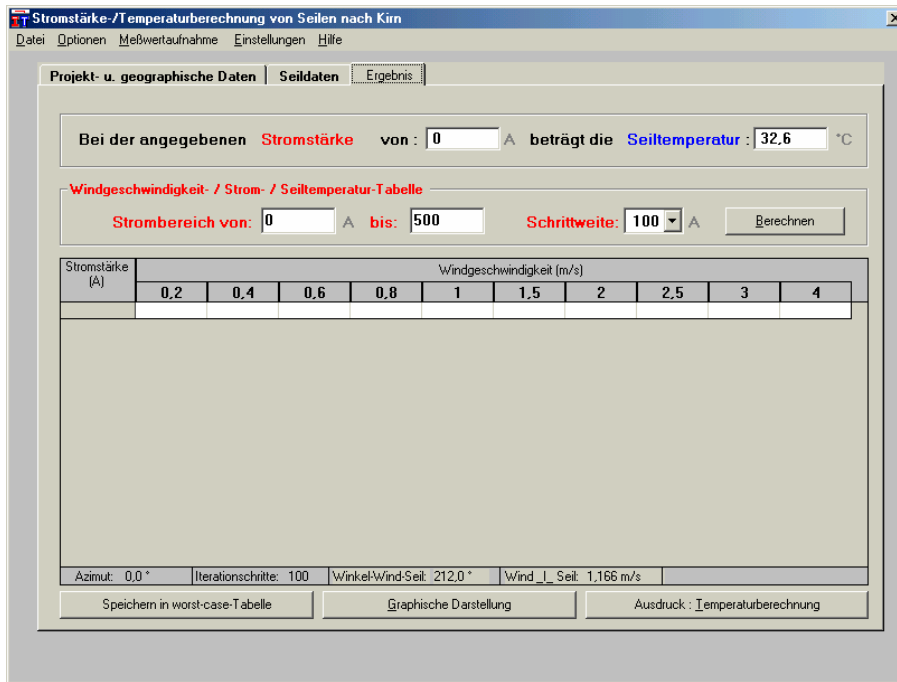 Stromstärke-/Temperaturberechnung von Seilen nach Kirn
Datei Optionen Meßwertaufnahme Einstellungen Hilfe
Projekt- u. geographische Daten Seildaten Ergebnis
Bei der angegebenen Stromstärke von : 0 A beträgt die Seiltemperatur : 32,6 °C
Windgeschwindigkeit- / Strom- / Seiltemperatur-Tabelle
Strombereich von: 0 A bis: 500 Schrittweite: 100 A Berechnen
Stromstärke (A) Windgeschwindigkeit (m/s)
0,2 0,4 0,6 0,8 1 1,5 2 2,5 3 4
Azimut: 0,0 ° Iterationschritte: 100 Winkel-Wind-Seil: 212,0 ° Wind _|_ Seil: 1,166 m/s
Speichern in worst-case-Tabelle Graphische Darstellung Ausdruck : Temperaturberechnung